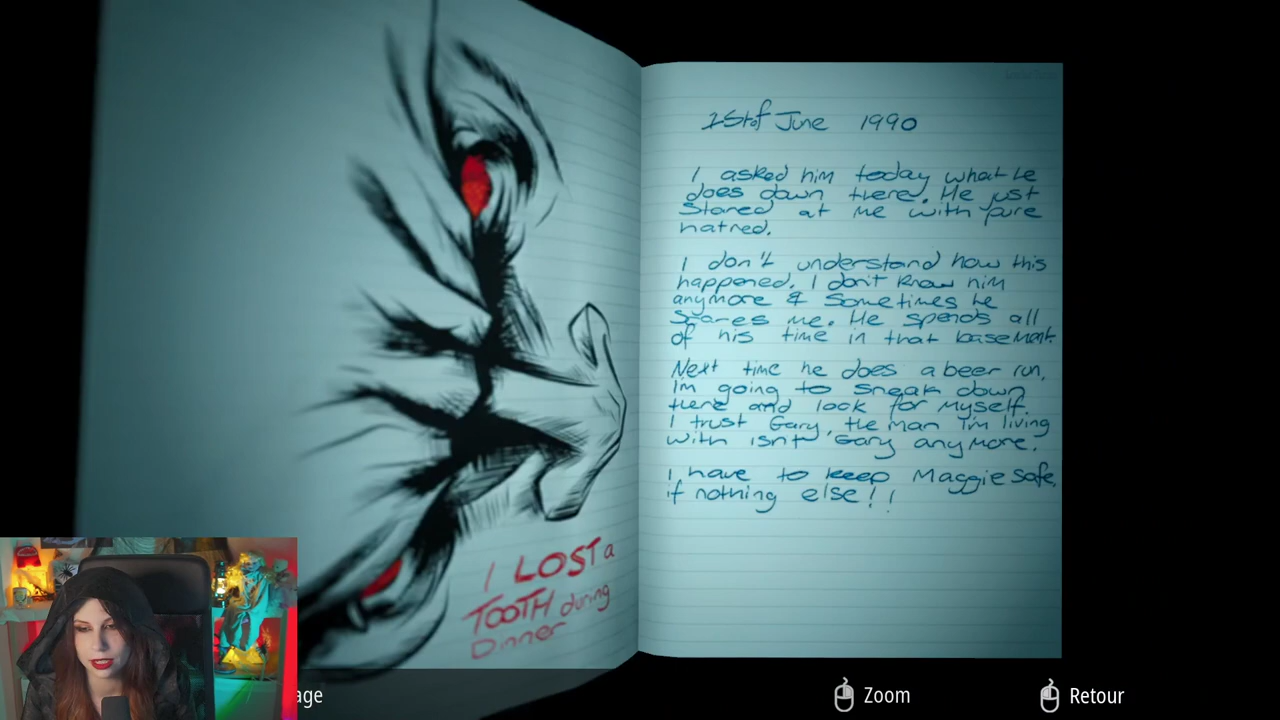 I LOST a
TOOTH during
Dinner
1st of June 1990
I asked him today what he
does down there. He just
stared at me with pure
hatred.
I don't understand how this
happened. I don't know him
anymore & Sometimes he
scares me. He spends all
of his time in that basement.
Next time he does a beer run,
I'm going to sneak down
there and look for myself.
I trust Gary, the man I'm living
with isn't Gary anymore.
I have to keep Maggie safe,
if nothing else!!
age
Zoom
Retour